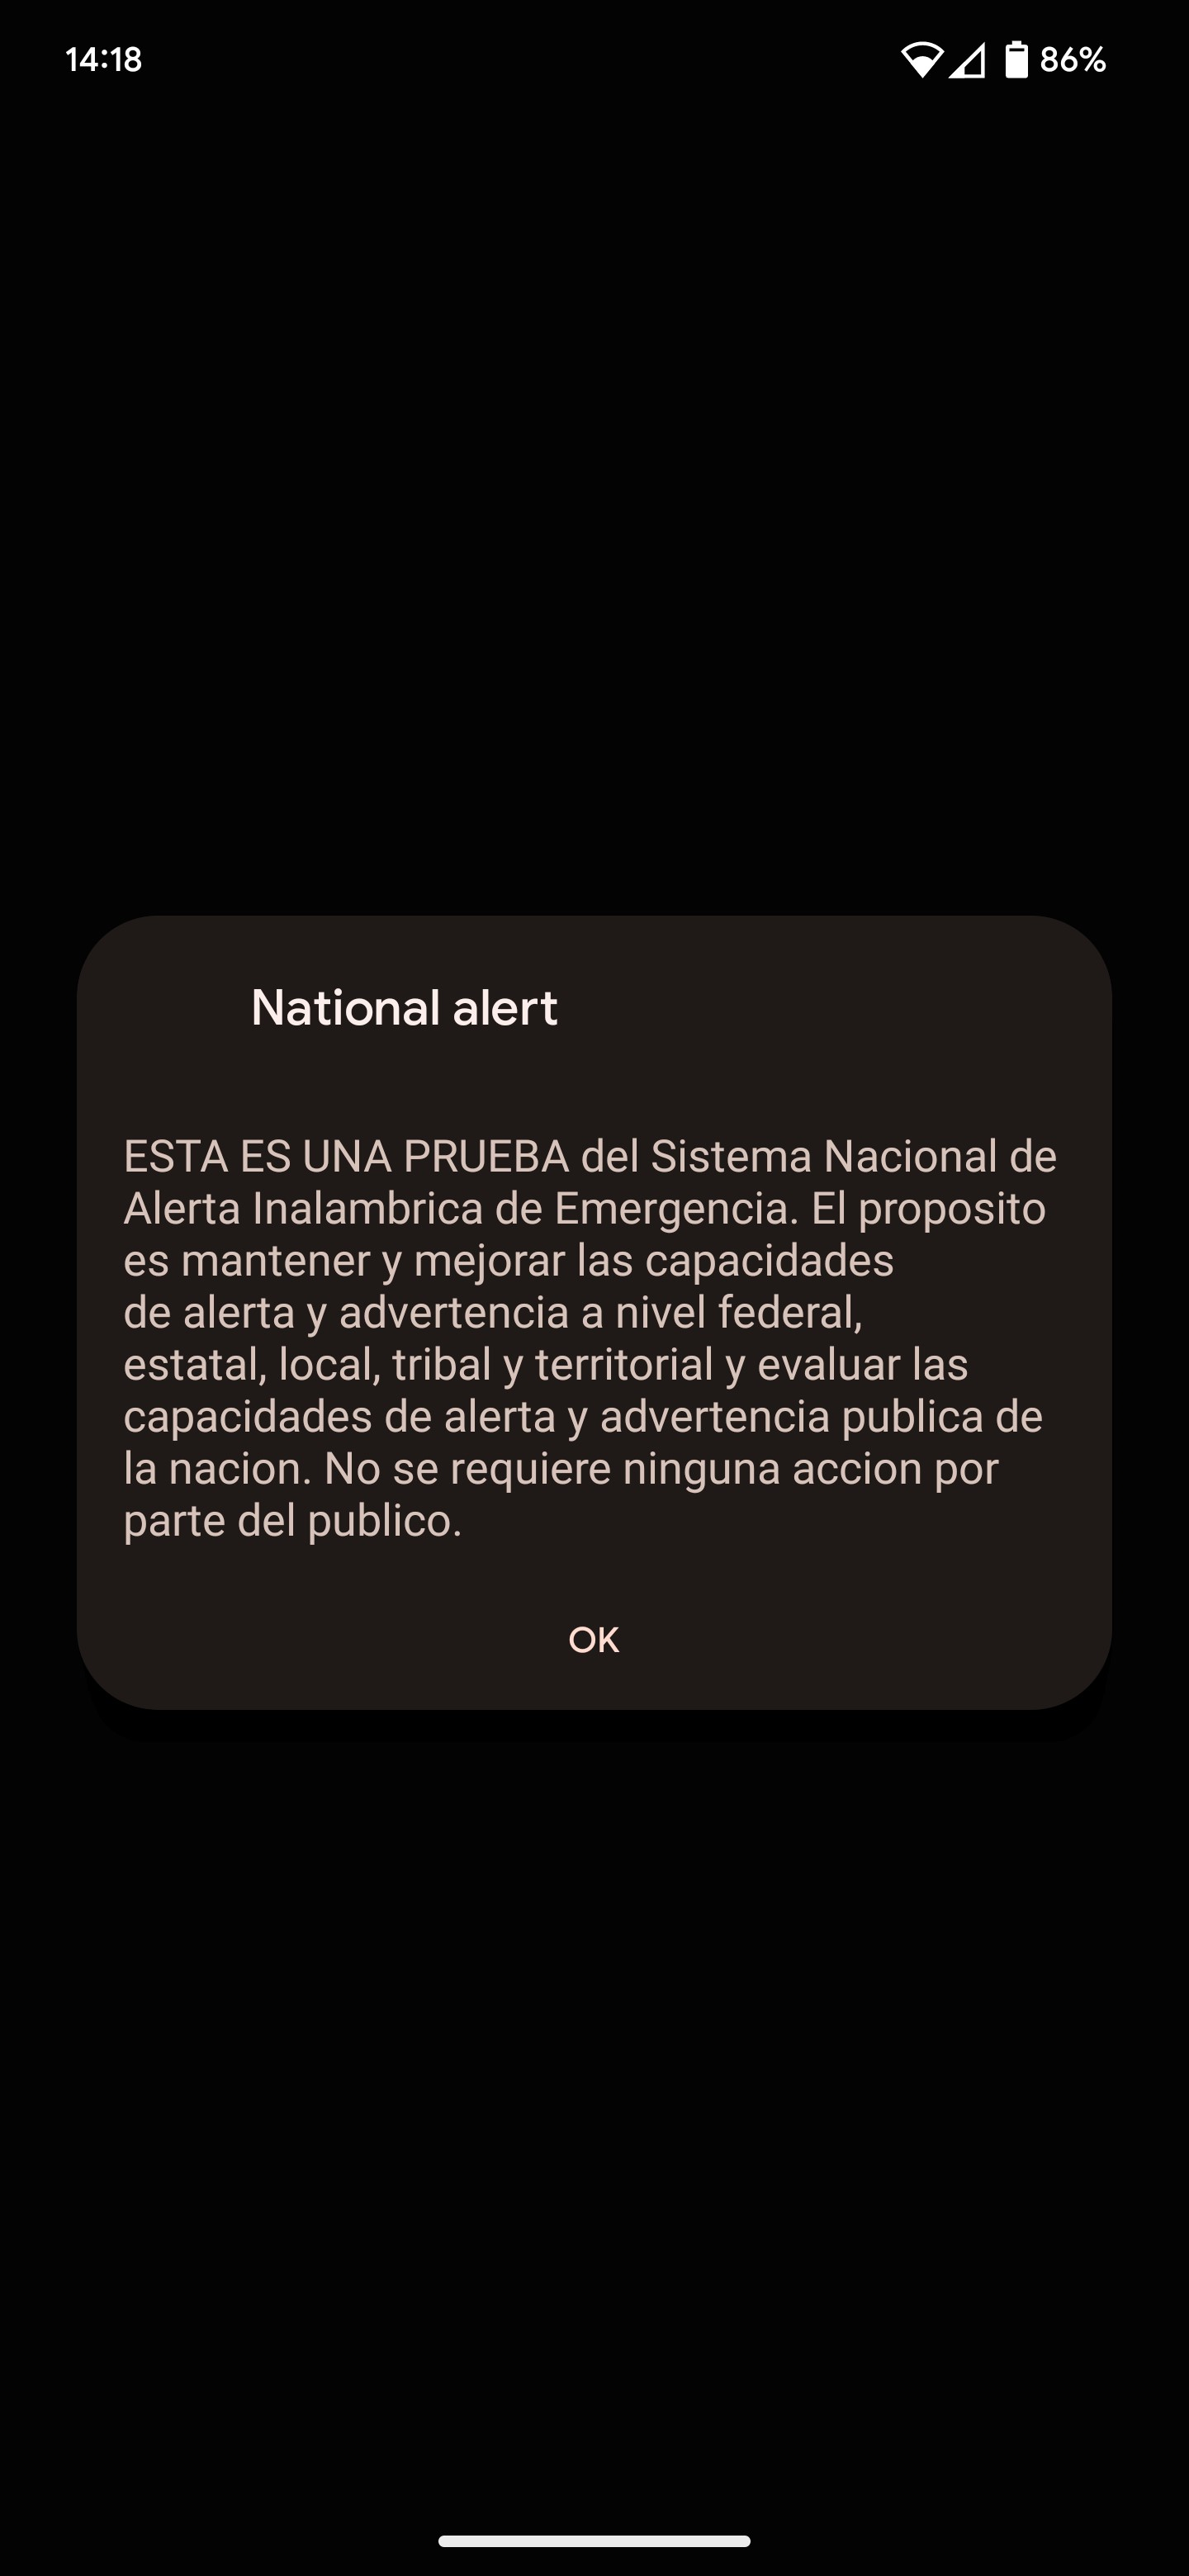 14:18
86%
National alert
ESTA ES UNA PRUEBA del Sistema Nacional de
Alerta Inalambrica de Emergencia. El proposito
es mantener y mejorar las capacidades
de alerta y advertencia a nivel federal,
estatal, local, tribal y territorial y evaluar las
capacidades de alerta y advertencia publica de
la nacion. No se requiere ninguna accion por
parte del publico.
OK